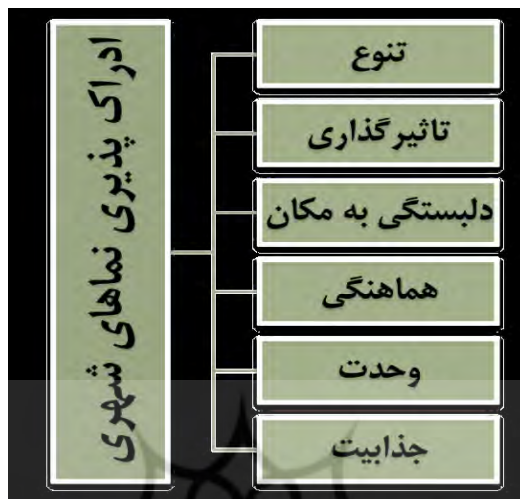 ادراک پذیری نماهای شهری
تنوع
تاثیرگذاری
دلبستگی به مکان
هماهنگی
وحدت
جذابیت